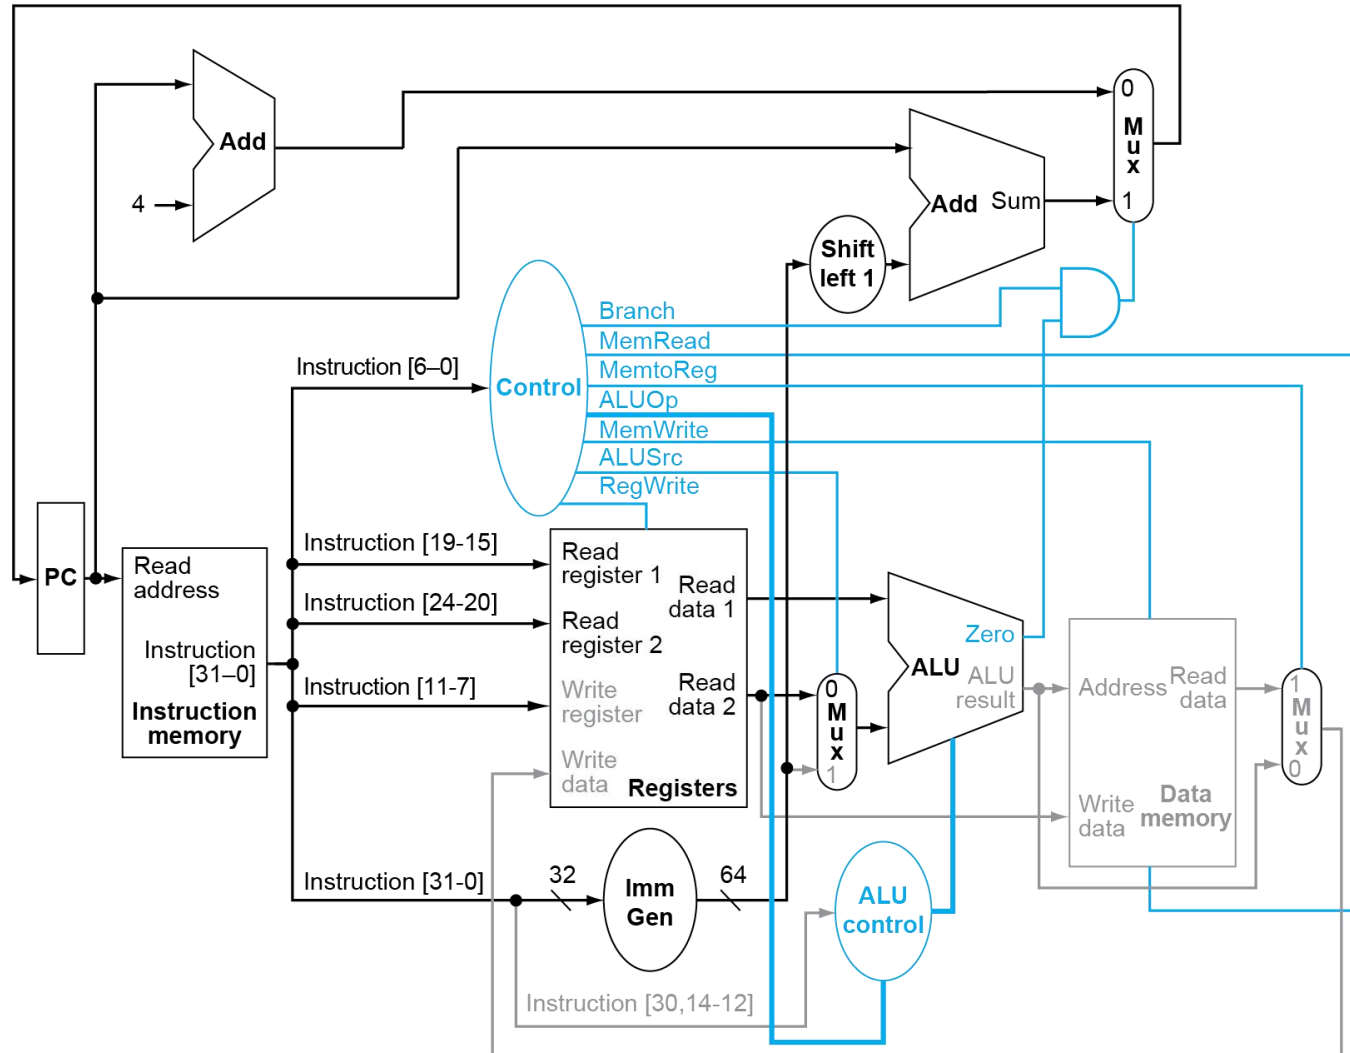 0
M
u
x
1
Add
4
Add Sum
Shift
left 1
Branch
MemRead
MemtoReg
ALUOp
MemWrite
ALUSrc
RegWrite
Instruction [6–0]
Control
PC
Read
address
Instruction
[31–0]
Instruction
memory
Instruction [19-15]
Instruction [24-20]
Instruction [11-7]
Instruction [31-0]
Read
register 1
Read
register 2
Write
register
Write
data
Read
data 1
Read
data 2
Registers
0
M
u
x
1
Zero
ALU
ALU
result
Address
Read
data
Write
data
Data
memory
1
M
u
x
0
32
Imm
Gen
64
ALU
control
Instruction [30,14-12]